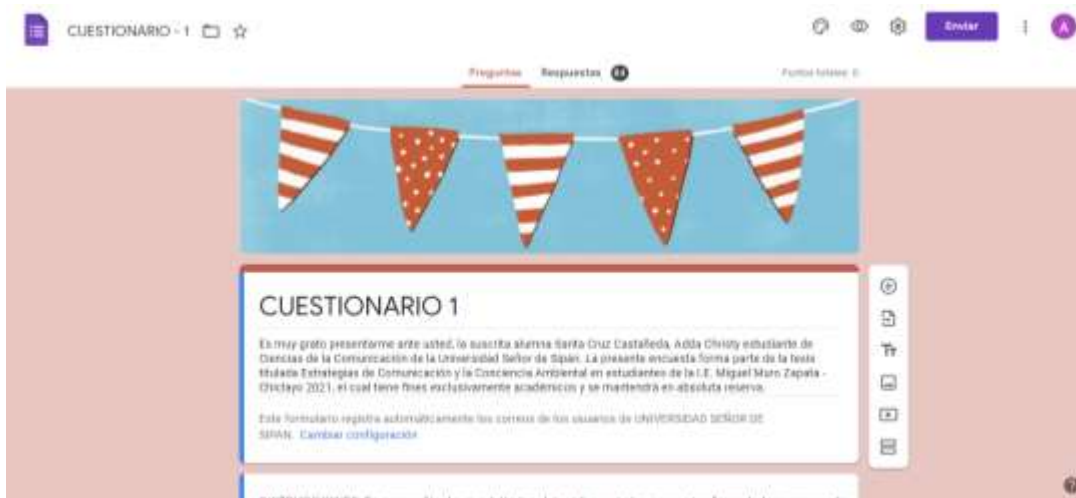 CUESTIONARIO - 1
Enviar
A
Preguntas Respuestas
Puntos totales: 0
CUESTIONARIO 1
Es muy grato presentarme ante usted, la suscrita alumna Santa Cruz Castañeda, Adda Christy estudiante de
Ciencias de la Comunicación de la Universidad Señor de Sipán. La presente encuesta forma parte de la tesis
titulada Estrategias de Comunicación y la Conciencia Ambiental en estudiantes de la I.E. Miguel Muro Zapata -
Chiclayo 2021, el cual tiene fines exclusivamente académicos y se mantendrá en absoluta reserva.
Este formulario registra automáticamente los correos de los usuarios de UNIVERSIDAD SEÑOR DE
SIPAN. Cambiar configuración
Tr